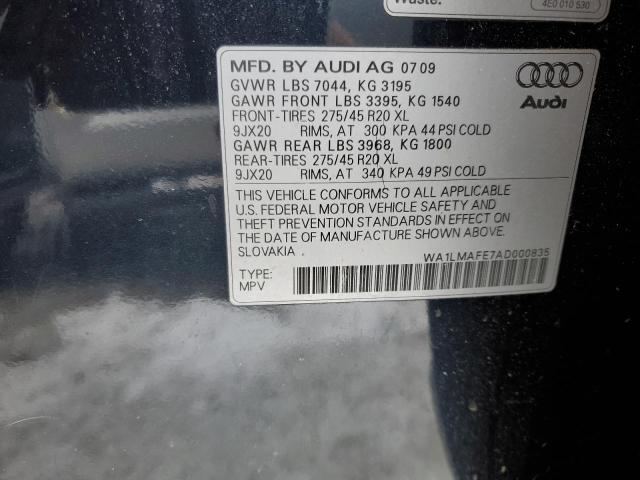 Waste.
4E0 010 530
MFD. BY AUDI AG 07 09
GVWR LBS 7044, KG 3195
GAWR FRONT LBS 3395, KG 1540
FRONT-TIRES 275/45 R20 XL
9JX20 RIMS, AT 300 KPA 44 PSI COLD
GAWR REAR LBS 3968, KG 1800
REAR-TIRES 275/45 R20 XL
9JX20 RIMS, AT 340 KPA 49 PSI COLD
Audi
THIS VEHICLE CONFORMS TO ALL APPLICABLE
U.S. FEDERAL MOTOR VEHICLE SAFETY AND
THEFT PREVENTION STANDARDS IN EFFECT ON
THE DATE OF MANUFACTURE SHOWN ABOVE.
SLOVAKIA
WA1LMAFE7AD000835
TYPE:
MPV